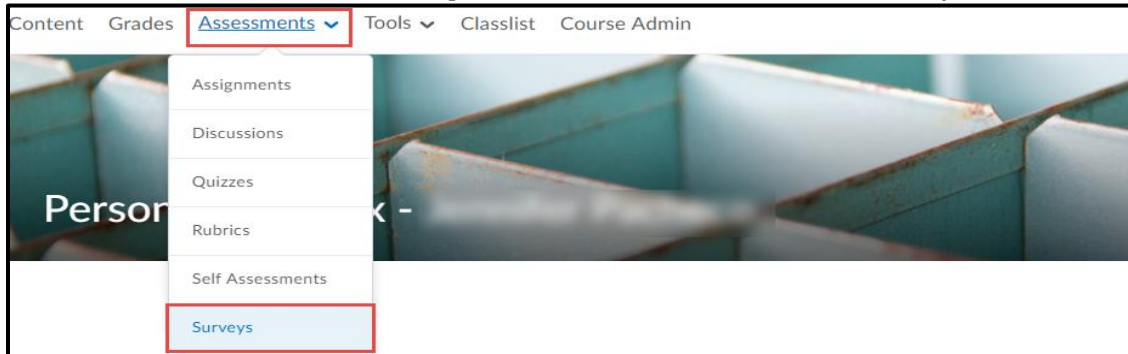 Content Grades Assessments Tools Classlist Course Admin
Assignments
Discussions
Quizzes
Person x -
Rubrics
Self Assessments
Surveys